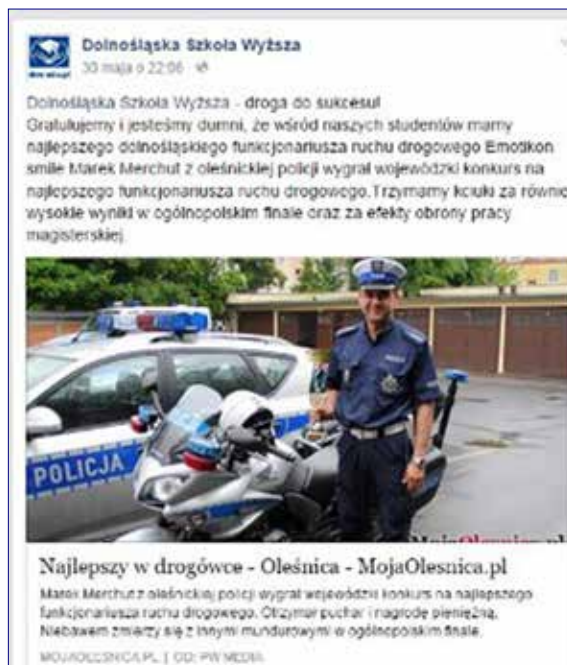 Dolnośląska Szkoła Wyższa
30 maja o 22:06
Dolnośląska Szkoła Wyższa - droga do sukcesu!
Gratulujemy i jesteśmy dumni, że wśród naszych studentów mamy
najlepszego dolnośląskiego funkcjonariusza ruchu drogowego Emotikon
smile Marek Merchut z oleśnickiej policji wygrał wojewódzki konkurs na
najlepszego funkcjonariusza ruchu drogowego.Trzymamy kciuki za równie
wysokie wyniki w ogólnopolskim finale oraz za efekty obrony pracy
magisterskiej.
POLICJA
MojaOlesnica.pl
Najlepszy w drogówce - Oleśnica - MojaOlesnica.pl
Marek Merchut z oleśnickiej policji wygrał wojewódzki konkurs na najlepszego
funkcjonariusza ruchu drogowego. Otrzymał puchar i nagrodę pieniężną.
Niebawem zmierzy się z innymi mundurowymi w ogólnopolskim finale.
MOJAOLESNICA.PL | OD: PW MEDIA